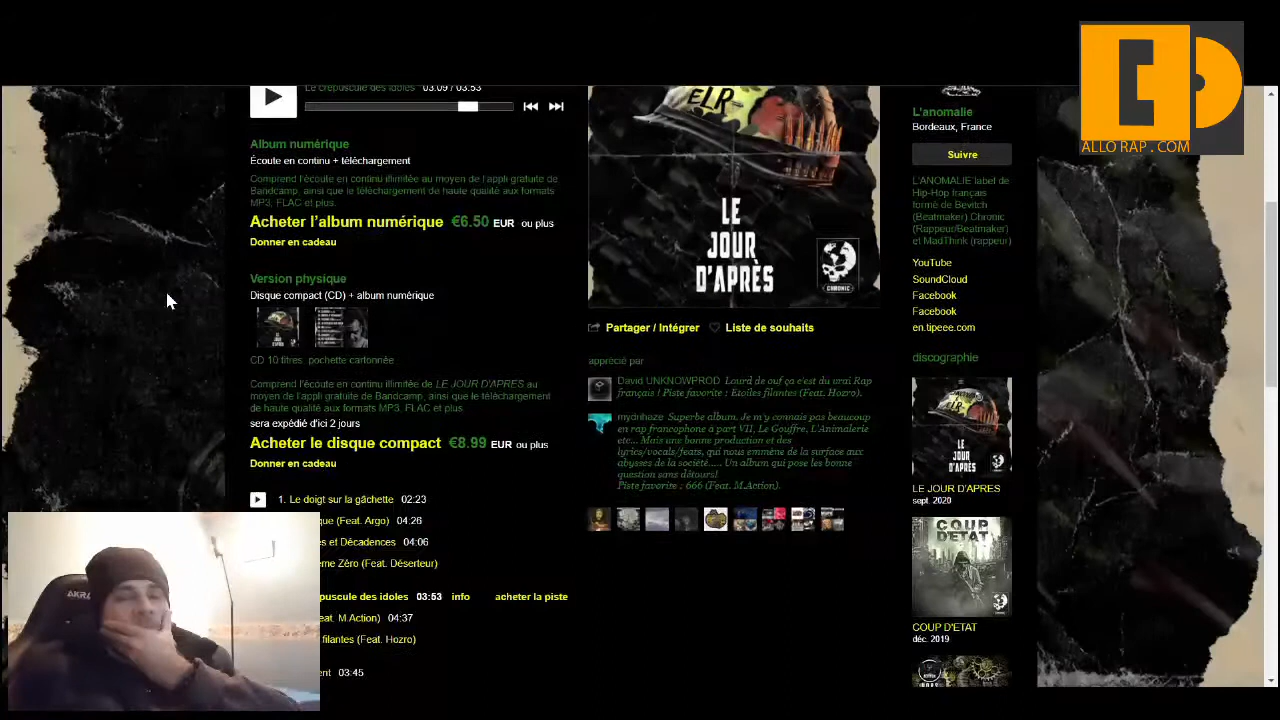 Le crépuscule des idoles 03:09 / 03:53
Album numérique
Écoute en continu + téléchargement
Comprend l'écoute en continu illimitée au moyen de l'appli gratuite de
Bandcamp, ainsi que le téléchargement de haute qualité aux formats
MP3, FLAC et plus.
Acheter l'album numérique €6.50 EUR ou plus
Donner en cadeau
Version physique
Disque compact (CD) + album numérique
CD 10 titres pochette cartonnée
Comprend l'écoute en continu illimitée de LE JOUR D'APRES au
moyen de l'appli gratuite de Bandcamp, ainsi que le téléchargement
de haute qualité aux formats MP3, FLAC et plus.
sera expédié d'ici 2 jours
Acheter le disque compact €8.99 EUR ou plus
Donner en cadeau
1. Le doigt sur la gâchette 02:23
que (Feat. Argo) 04:26
es et Décadences 04:06
ème Zéro (Feat. Déserteur)
puscule des idoles 03:53 info acheter la piste
eat. M.Action) 04:37
filantes (Feat. Hozro)
ent 03:45
AKRA
ELR
LE
JOUR
D'APRÈS
CHRONIC
Partager / Intégrer Liste de souhaits
apprécié par
David UNKNOWPROD Lourd de ouf ça c'est du vrai Rap
français ! Piste favorite : Etoiles filantes (Feat. Hozro).
mydrihaze Superbe album. Je m'y connais pas beaucoup
en rap francophone à part VII, Le Gouffre, L'Animalerie
etc... Mais une bonne production et des
lyrics/vocals/feats, qui nous emmène de la surface aux
abysses de la société..... Un album qui pose les bonne
question sans détours!
Piste favorite : 666 (Feat. M.Action).
L'anomalie
Bordeaux, France
Suivre
L'ANOMALIE label de
Hip-Hop français
formé de Bevitch
(Beatmaker) Chronic
(Rappeur/Beatmaker)
et MadThink (rappeur)
YouTube
SoundCloud
Facebook
Facebook
en.tipeee.com
discographie
ELR
LE
JOUR
D'APRÈS
LE JOUR D'APRES
sept. 2020
COUP
D'ETAT
COUP D'ETAT
déc. 2019
ALLO RAP . COM